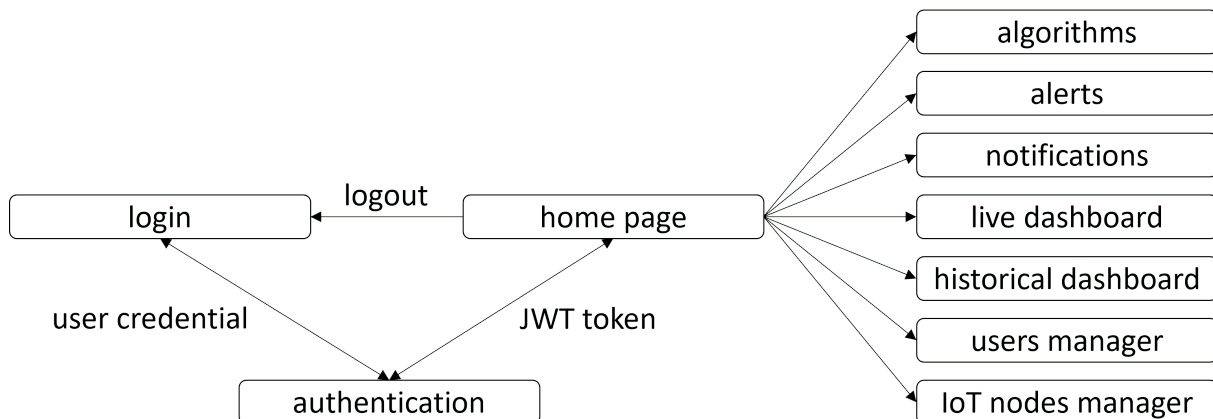 algorithms
alerts
notifications
logout
login
home page
live dashboard
historical dashboard
user credential
JWT token
users manager
authentication
IoT nodes manager